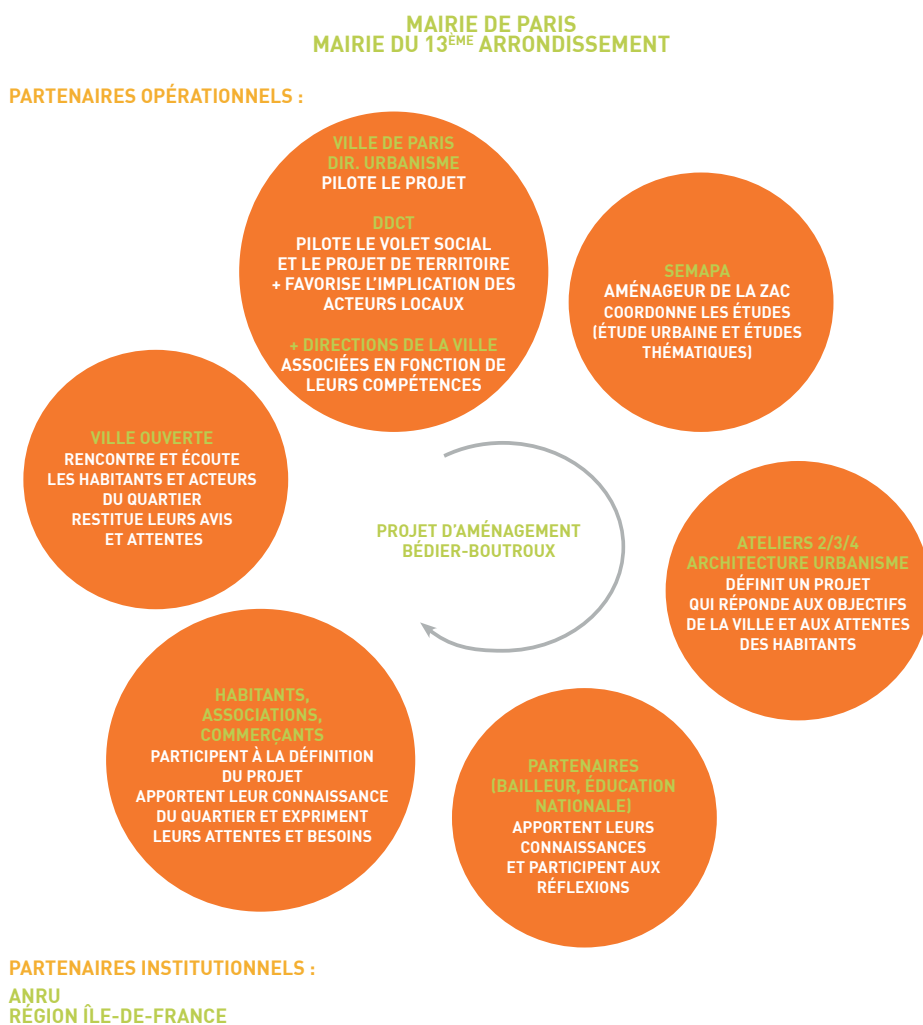 MAIRIE DE PARIS
MAIRIE DU 13ÈME ARRONDISSEMENT
PARTENAIRES OPÉRATIONNELS :
VILLE DE PARIS
DIR. URBANISME
PILOTE LE PROJET
DDCT
PILOTE LE VOLET SOCIAL
ET LE PROJET DE TERRITOIRE
+ FAVORISE L'IMPLICATION DES
ACTEURS LOCAUX
+ DIRECTIONS DE LA VILLE
ASSOCIÉES EN FONCTION DE
LEURS COMPÉTENCES
SEMAPA
AMÉNAGEUR DE LA ZAC
COORDONNE LES ÉTUDES
(ÉTUDE URBAINE ET ÉTUDES
THÉMATIQUES)
VILLE OUVERTE
RENCONTRE ET ÉCOUTE
LES HABITANTS ET ACTEURS
DU QUARTIER
RESTITUE LEURS AVIS
ET ATTENTES
PROJET D'AMÉNAGEMENT
BÉDIER-BOUTROUX
ATELIERS 2/3/4
ARCHITECTURE URBANISME
DÉFINIT UN PROJET
QUI RÉPONDE AUX OBJECTIFS
DE LA VILLE ET AUX ATTENTES
DES HABITANTS
HABITANTS,
ASSOCIATIONS,
COMMERÇANTS
PARTICIPENT À LA DÉFINITION
DU PROJET
APPORTENT LEUR CONNAISSANCE
DU QUARTIER ET EXPRIMENT
LEURS ATTENTES ET BESOINS
PARTENAIRES
(BAILLEUR, ÉDUCATION
NATIONALE)
APPORTENT LEURS
CONNAISSANCES
ET PARTICIPENT AUX
RÉFLEXIONS
PARTENAIRES INSTITUTIONNELS :
ANRU
RÉGION ÎLE-DE-FRANCE